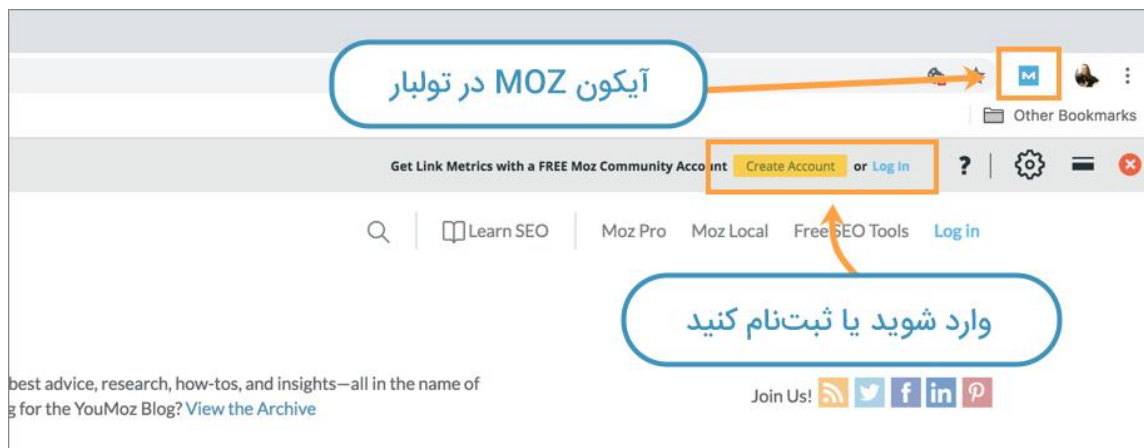 آیکون MOZ در تولبار
Other Bookmarks
Get Link Metrics with a FREE Moz Community Account Create Account or Log In ?
Learn SEO Moz Pro Moz Local Free SEO Tools Log in
وارد شوید یا ثبت‌نام کنید
best advice, research, how-tos, and insights—all in the name of
g for the YouMoz Blog? View the Archive
Join Us!